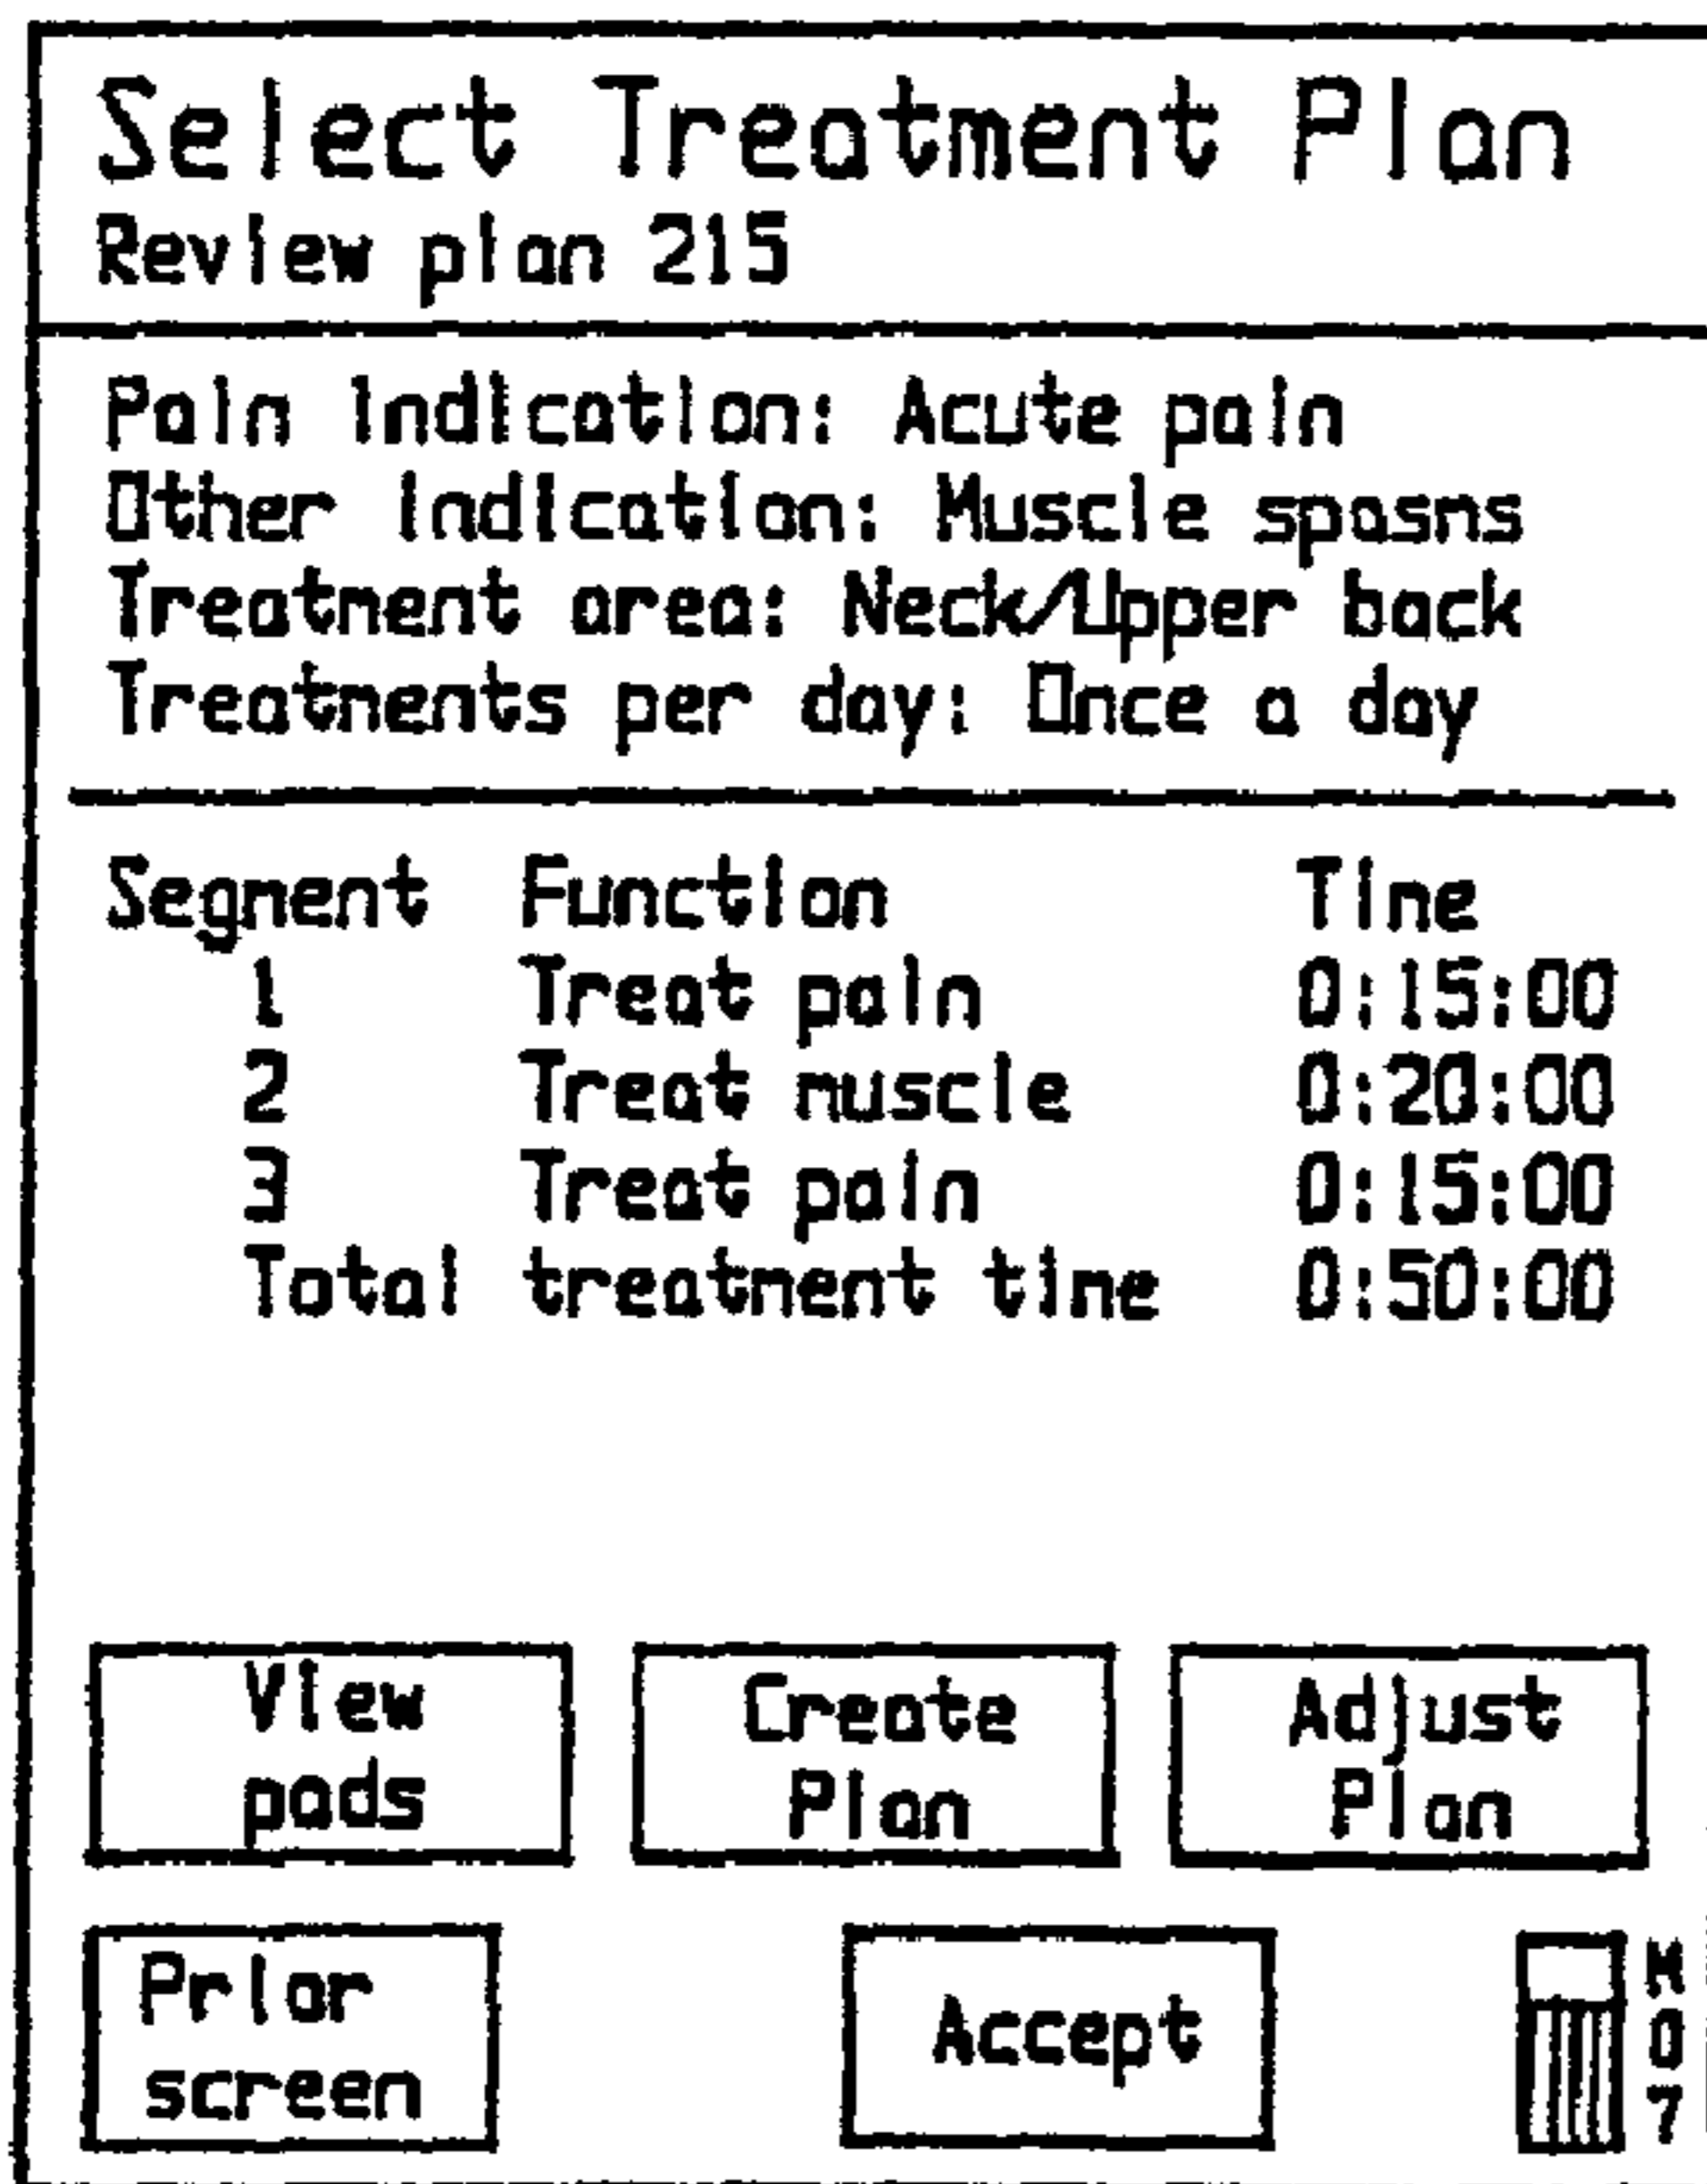 Select Treatment Plan
Review plan 215
Pain indication: Acute pain
Other indication: Muscle spasms
Treatment area: Neck/Upper back
Treatments per day: Once a day
Segment Function Time
1 Treat pain 0:15:00
2 Treat muscle 0:20:00
3 Treat pain 0:15:00
Total treatment time 0:50:00
View pads
Create Plan
Adjust Plan
Prior screen
Accept
M07